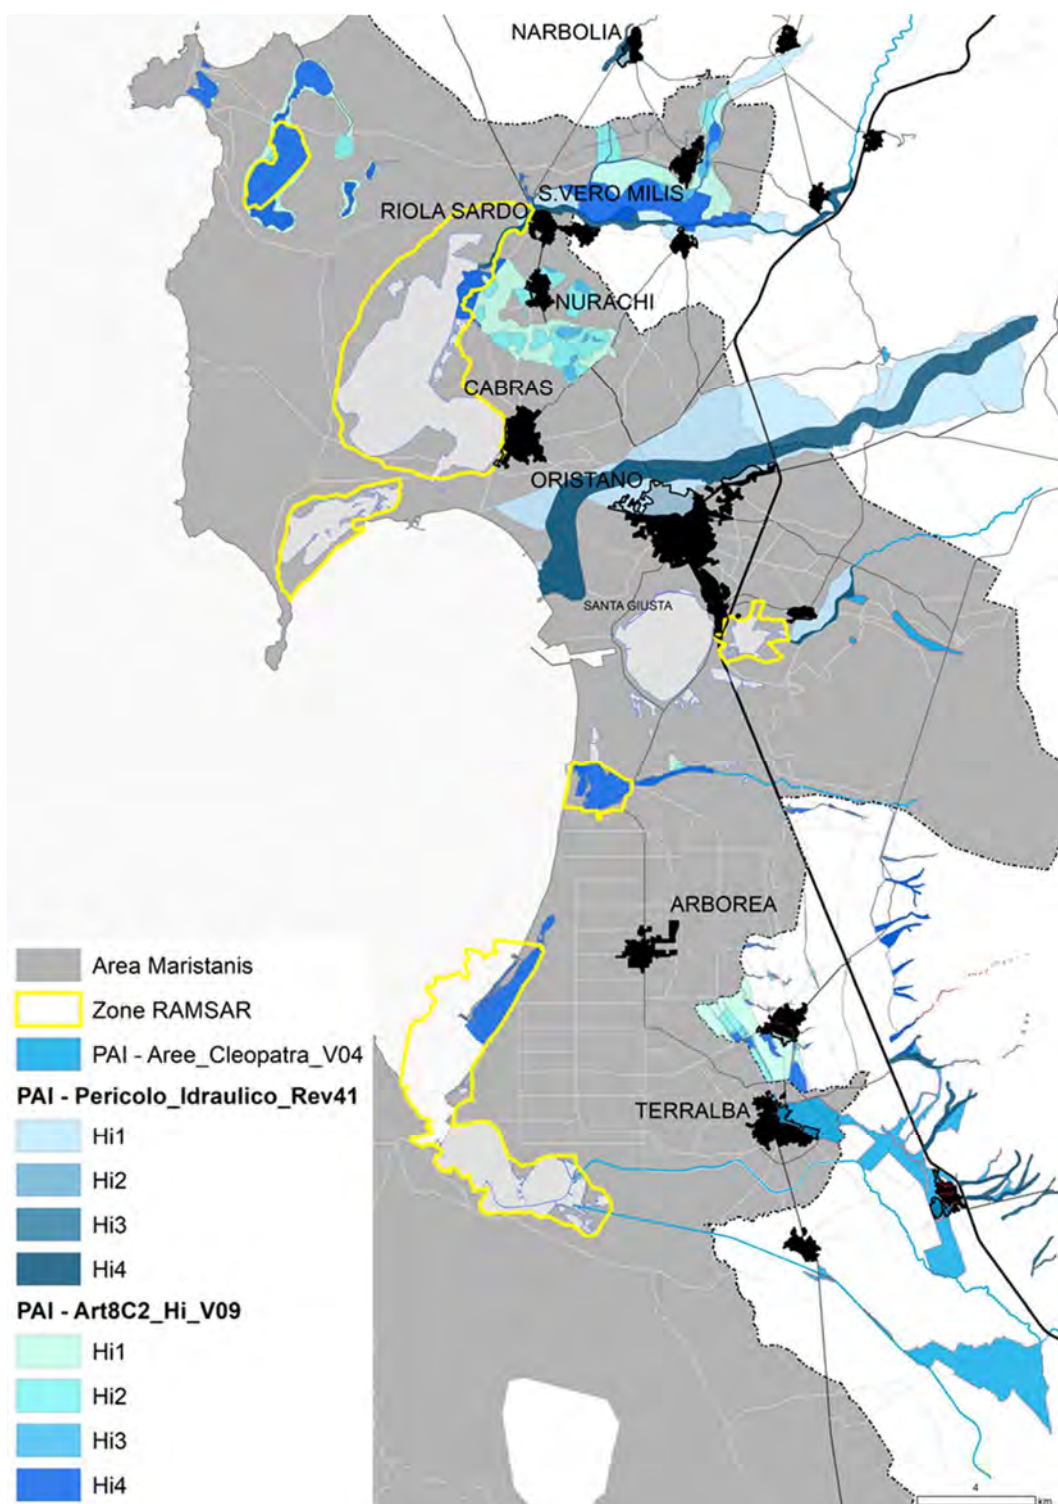 NARBOLIA
S.VERO MILIS
RIOLA SARDO
NURACHI
CABRAS
ORISTANO
SANTA GIUSTA
ARBOREA
TERRALBA
Area Maristanis
Zone RAMSAR
PAI - Aree_Cleopatra_V04
PAI - Pericolo_Idraulico_Rev41
Hi1
Hi2
Hi3
Hi4
PAI - Art8C2_Hi_V09
Hi1
Hi2
Hi3
Hi4
4
km